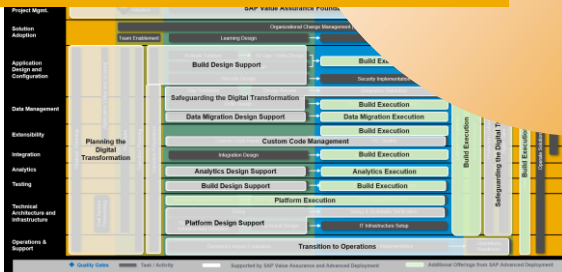 Project Mgmt.
SAP Value Assurance Found
Solution
Adoption
Organizational Change Management
Team Enablement
Learning Design
Application
Design and
Configuration
Build Design Support
Build Exe
Security Design
Security Implementation
Safeguarding the Digital Transformation
Data Management
Build Execution
Data Migration Design Support
Data Migration Execution
Extensibility
Build Execution
Custom Code Management
Planning the
Digital
Transformation
Integration
Integration Design
Build Execution
Analytics
Analytics Design Support
Analytics Execution
Testing
Build Design Support
Build Execution
Technical
Architecture and
Infrastructure
Platform Execution
Platform Design Support
IT Infrastructure Setup
Operations &
Support
Transition to Operations
Build Execution
Safeguarding the Digital T
Build Execution
Operate Solution
Quality Gates
Task / Activity
Supported by SAP Value Assurance and Advanced Deployment
Additional Offerings from SAP Advanced Deployment